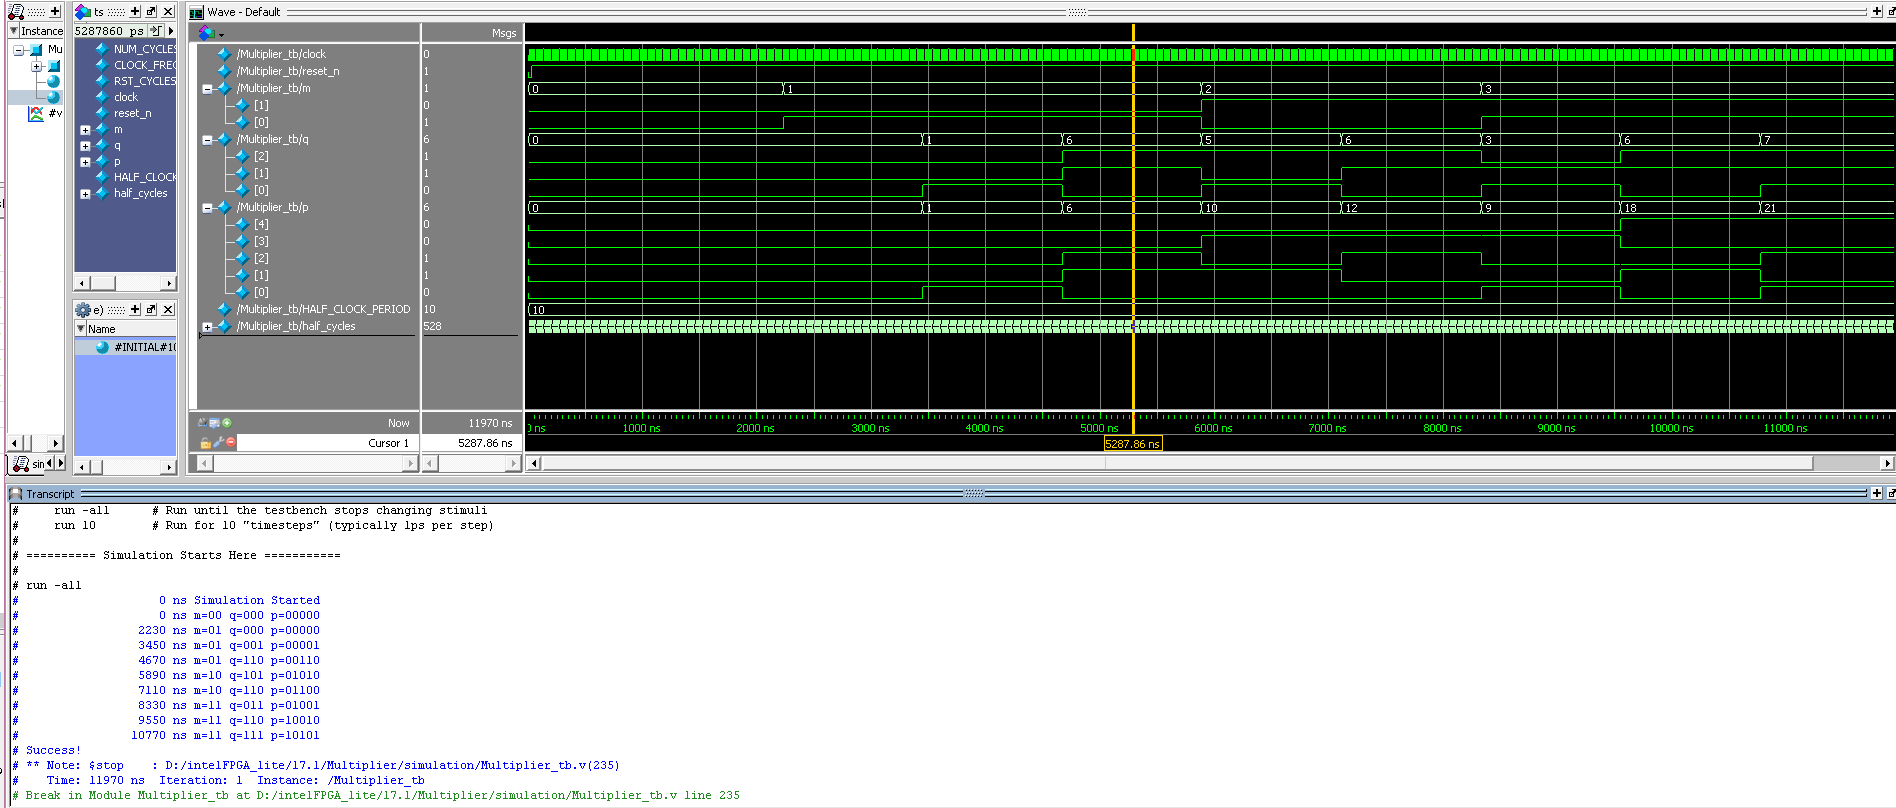 ts
Wave - Default
Instance
5287860 ps
Msgs
Mu
NUM_CYCLES
CLOCK_FREC
RST_CYCLES
clock
reset_n
m
q
p
HALF_CLOCK
half_cycles
#v
/Multiplier_tb/clock 0
/Multiplier_tb/reset_n 1
/Multiplier_tb/m 1 0 1 2 3
[1] 0
[0] 1
/Multiplier_tb/q 6 0 1 6 5 6 3 6 7
[2] 1
[1] 1
[0] 0
/Multiplier_tb/p 6 0 1 6 10 12 9 18 21
[4] 0
[3] 0
[2] 1
[1] 1
[0] 0
/Multiplier_tb/HALF_CLOCK_PERIOD 10 10
/Multiplier_tb/half_cycles 528
e)
Name
#INITIAL#10
Now 11970 ns
ns 1000 ns 2000 ns 3000 ns 4000 ns 5000 ns 6000 ns 7000 ns 8000 ns 9000 ns 10000 ns 11000 ns
Cursor 1 5287.86 ns 5287.86 ns
sin
Transcript
#     run -all      # Run until the testbench stops changing stimuli
#     run 10        # Run for 10 "timesteps" (typically 1ps per step)
#
# ========== Simulation Starts Here ===========
#
# run -all
#                    0 ns Simulation Started
#                    0 ns m=00 q=000 p=00000
#                 2230 ns m=01 q=000 p=00000
#                 3450 ns m=01 q=001 p=00001
#                 4670 ns m=01 q=110 p=00110
#                 5890 ns m=10 q=101 p=01010
#                 7110 ns m=10 q=110 p=01100
#                 8330 ns m=11 q=011 p=01001
#                 9550 ns m=11 q=110 p=10010
#                10770 ns m=11 q=111 p=10101
# Success!
# ** Note: $stop    : D:/intelFPGA_lite/17.1/Multiplier/simulation/Multiplier_tb.v(235)
#    Time: 11970 ns  Iteration: 1  Instance: /Multiplier_tb
# Break in Module Multiplier_tb at D:/intelFPGA_lite/17.1/Multiplier/simulation/Multiplier_tb.v line 235